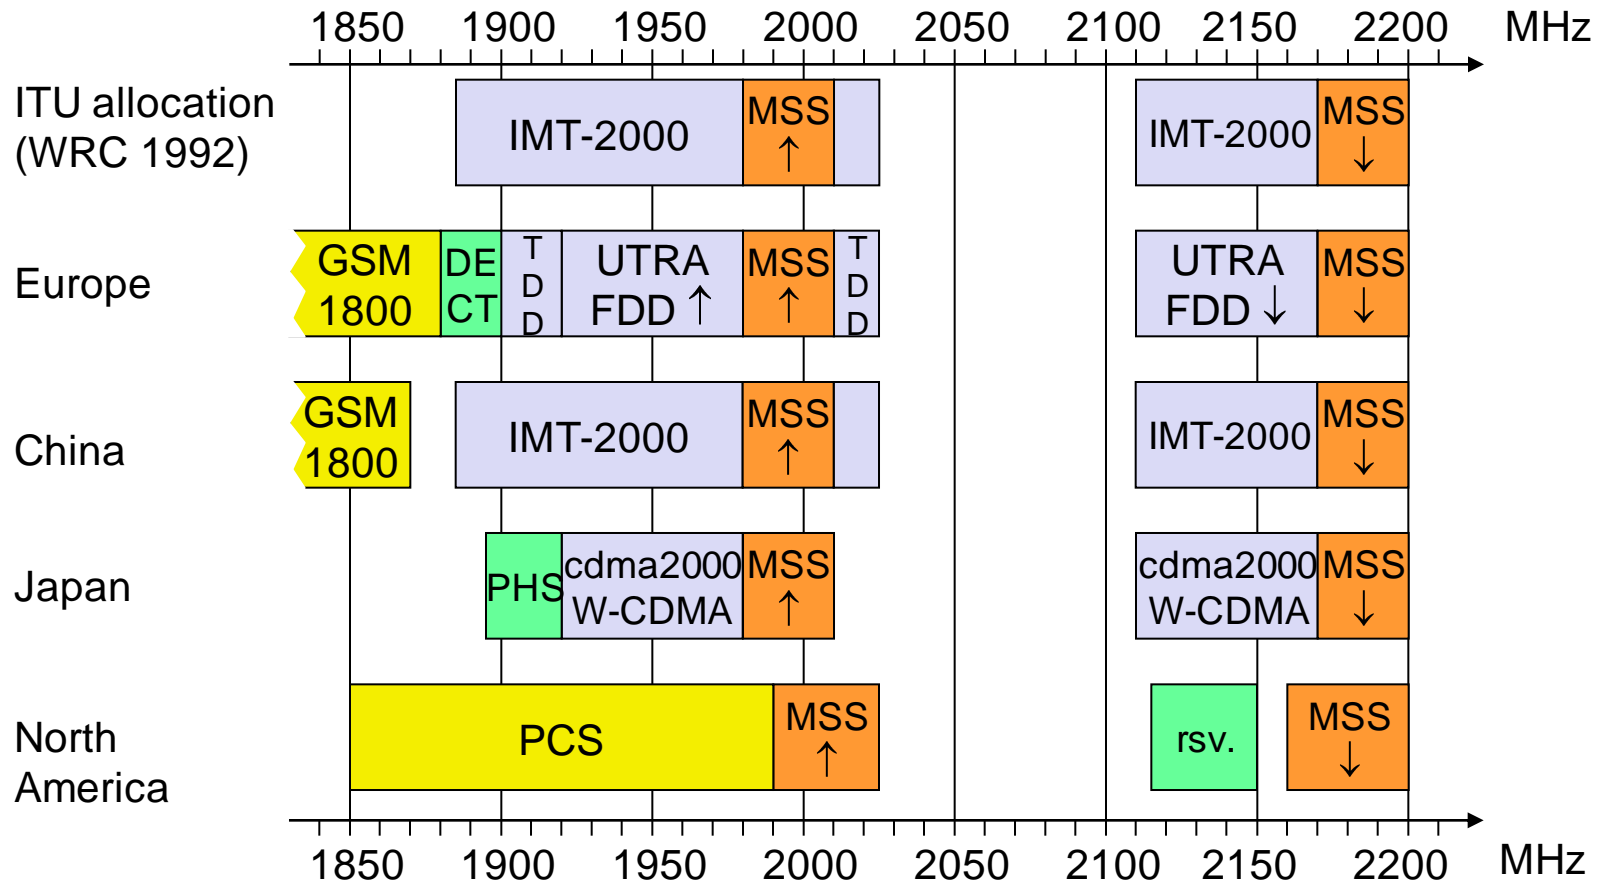 1850 1900 1950 2000 2050 2100 2150 2200 MHz
ITU allocation
(WRC 1992)
IMT-2000
MSS
↑
IMT-2000
MSS
↓
Europe
GSM
1800
DE
CT
T
D
D
UTRA
FDD ↑
MSS
↑
T
D
D
UTRA
FDD ↓
MSS
↓
China
GSM
1800
IMT-2000
MSS
↑
IMT-2000
MSS
↓
Japan
PHS
cdma2000
W-CDMA
MSS
↑
cdma2000
W-CDMA
MSS
↓
North
America
PCS
MSS
↑
rsv.
MSS
↓
1850 1900 1950 2000 2050 2100 2150 2200 MHz